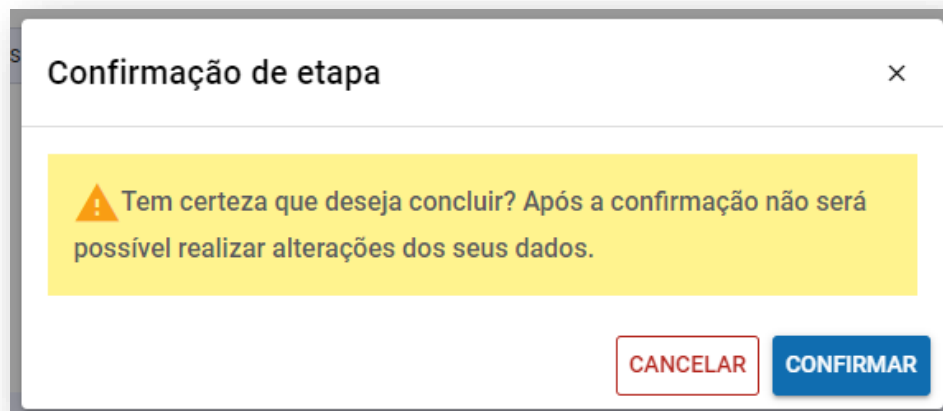 Confirmação de etapa
Tem certeza que deseja concluir? Após a confirmação não será
possível realizar alterações dos seus dados.
CANCELAR
CONFIRMAR